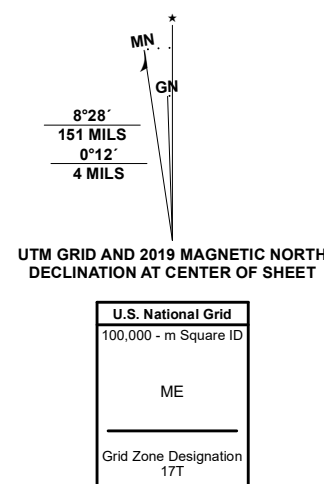 ★
MN
GN
8°28´
151 MILS
0°12´
4 MILS
UTM GRID AND 2019 MAGNETIC NORTH
DECLINATION AT CENTER OF SHEET
U.S. National Grid
100,000 - m Square ID
ME
Grid Zone Designation
17T